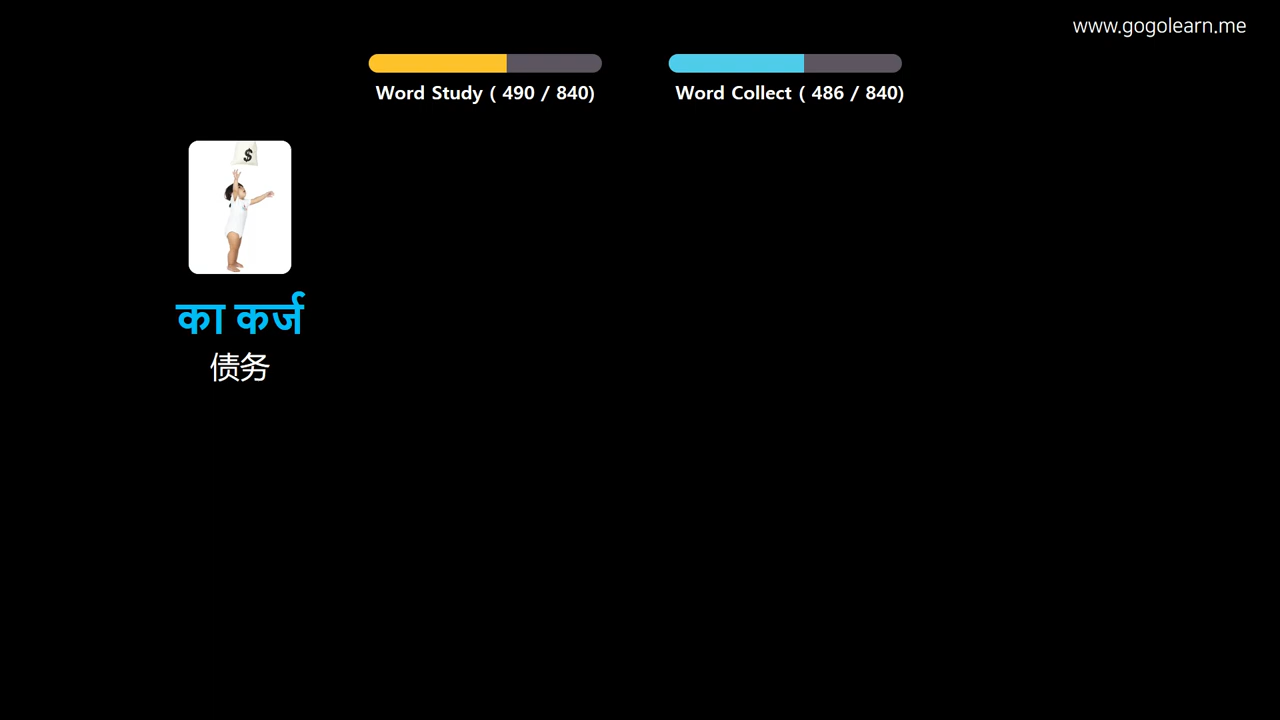 www.gogolearn.me
Word Study ( 490 / 840)
Word Collect ( 486 / 840)
$
का कर्ज
债务